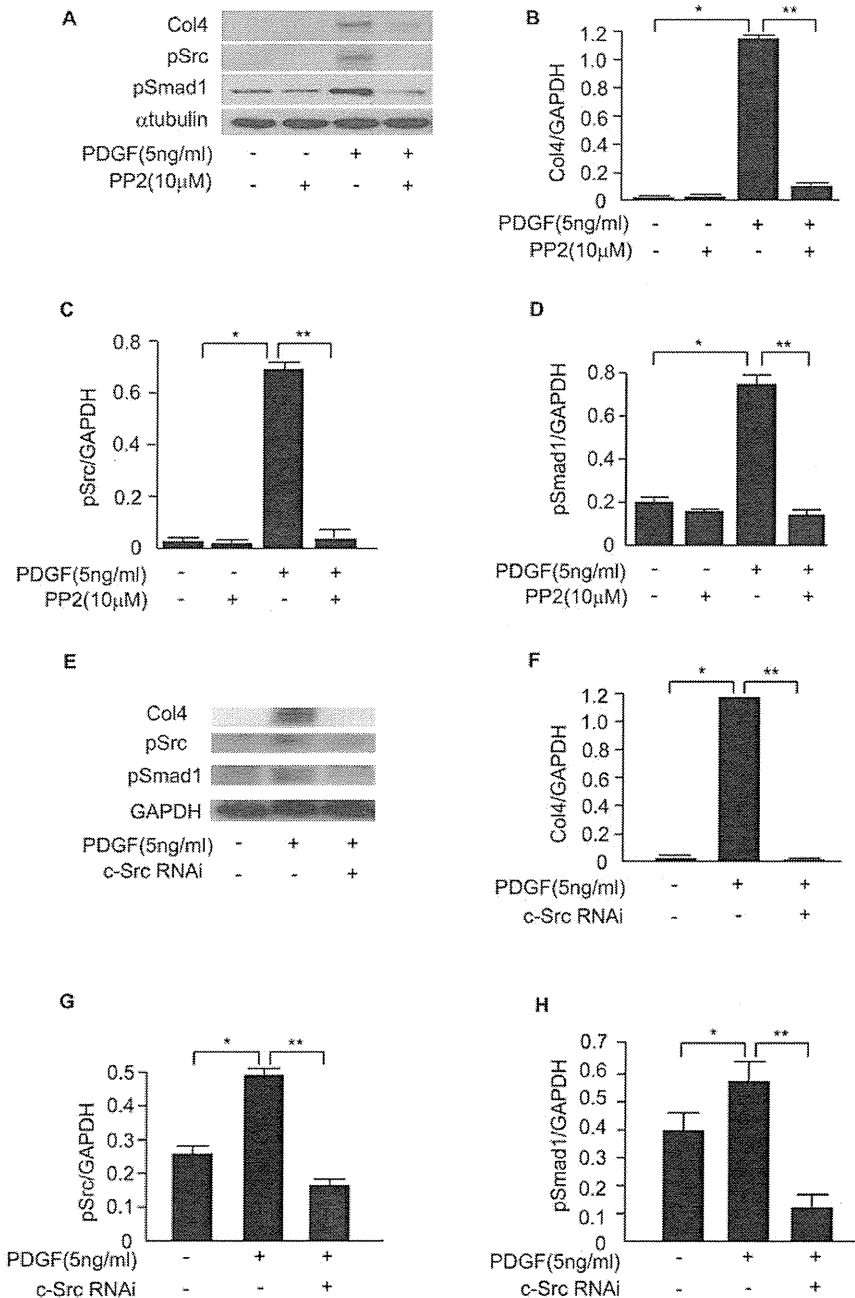 A
Col4
pSrc
pSmad1
αtubulin
PDGF(5ng/ml) - - + +
PP2(10µM) - + - +
B
* **
Col4/GAPDH
1.2
1.0
0.8
0.6
0.4
0.2
0
PDGF(5ng/ml) - - + +
PP2(10µM) - + - +
C
* **
pSrc/GAPDH
0.8
0.6
0.4
0.2
0
PDGF(5ng/ml) - - + +
PP2(10µM) - + - +
D
* **
pSmad1/GAPDH
0.8
0.6
0.4
0.2
0
PDGF(5ng/ml) - - + +
PP2(10µM) - + - +
E
Col4
pSrc
pSmad1
GAPDH
PDGF(5ng/ml) - + +
c-Src RNAi - - +
F
* **
Col4/GAPDH
1.2
1.0
0.8
0.6
0.4
0.2
0
PDGF(5ng/ml) - + +
c-Src RNAi - - +
G
* **
pSrc/GAPDH
0.5
0.4
0.3
0.2
0.1
0
PDGF(5ng/ml) - + +
c-Src RNAi - - +
H
* **
pSmad1/GAPDH
0.7
0.6
0.5
0.4
0.3
0.2
0.1
0
PDGF(5ng/ml) - + +
c-Src RNAi - - +